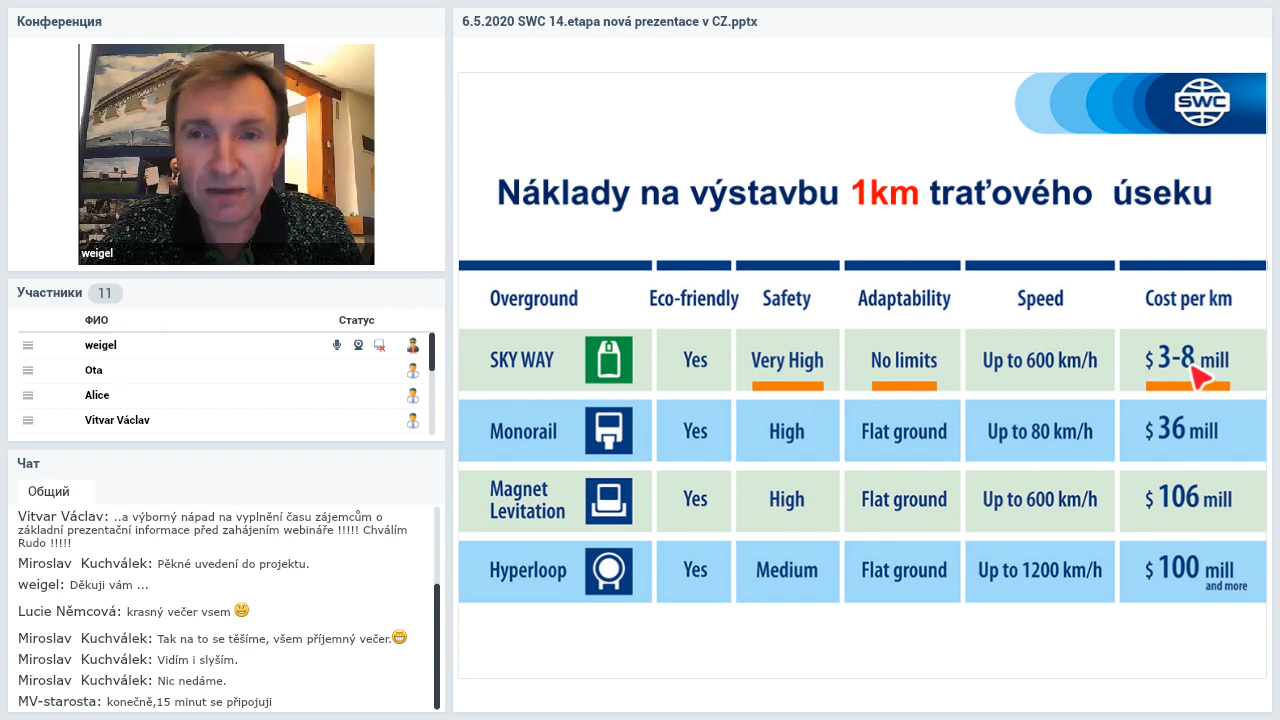 Конференция
weigel
Участники 11
ФИО Статус
weigel
Ota
Alice
Vitvar Václav
Чат
Общий
Vitvar Václav: ..a výborný nápad na vyplnění času zájemcům o
základní prezentační informace před zahájením webináře !!!!! Chválím
Rudo !!!!!
Miroslav Kuchválek: Pěkné uvedení do projektu.
weigel: Děkuji vám ...
Lucie Němcová: krasný večer vsem
Miroslav Kuchválek: Tak na to se těšíme, všem příjemný večer.
Miroslav Kuchválek: Vidím i slyším.
Miroslav Kuchválek: Nic nedáme.
MV-starosta: konečně,15 minut se připojuji
6.5.2020 SWC 14.etapa nová prezentace v CZ.pptx
SWC
Náklady na výstavbu 1km traťového úseku
Overground Eco-friendly Safety Adaptability Speed Cost per km
SKY WAY Yes Very High No limits Up to 600 km/h $ 3-8 mill
Monorail Yes High Flat ground Up to 80 km/h $ 36 mill
Magnet
Levitation Yes High Flat ground Up to 600 km/h $ 106 mill
Hyperloop Yes Medium Flat ground Up to 1200 km/h $ 100 mill
and more